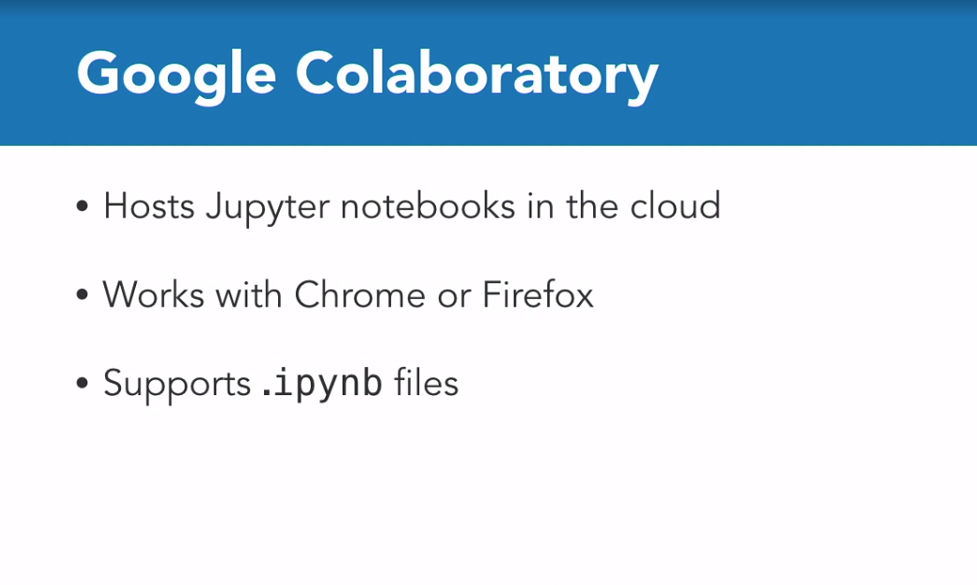 Google Colaboratory
• Hosts Jupyter notebooks in the cloud
• Works with Chrome or Firefox
• Supports .ipynb files